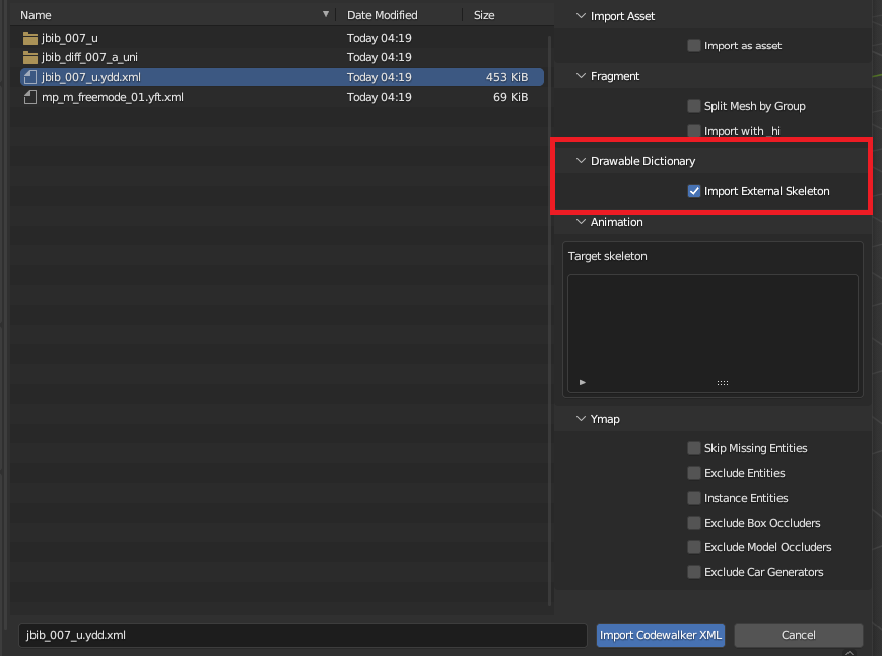 Name Date Modified Size
jbib_007_u Today 04:19
jbib_diff_007_a_uni Today 04:19
jbib_007_u.ydd.xml Today 04:19 453 KiB
mp_m_freemode_01.yft.xml Today 04:19 69 KiB
Import Asset
Import as asset
Fragment
Split Mesh by Group
Import with _hi
Drawable Dictionary
Import External Skeleton
Animation
Target skeleton
Ymap
Skip Missing Entities
Exclude Entities
Instance Entities
Exclude Box Occluders
Exclude Model Occluders
Exclude Car Generators
jbib_007_u.ydd.xml
Import Codewalker XML
Cancel